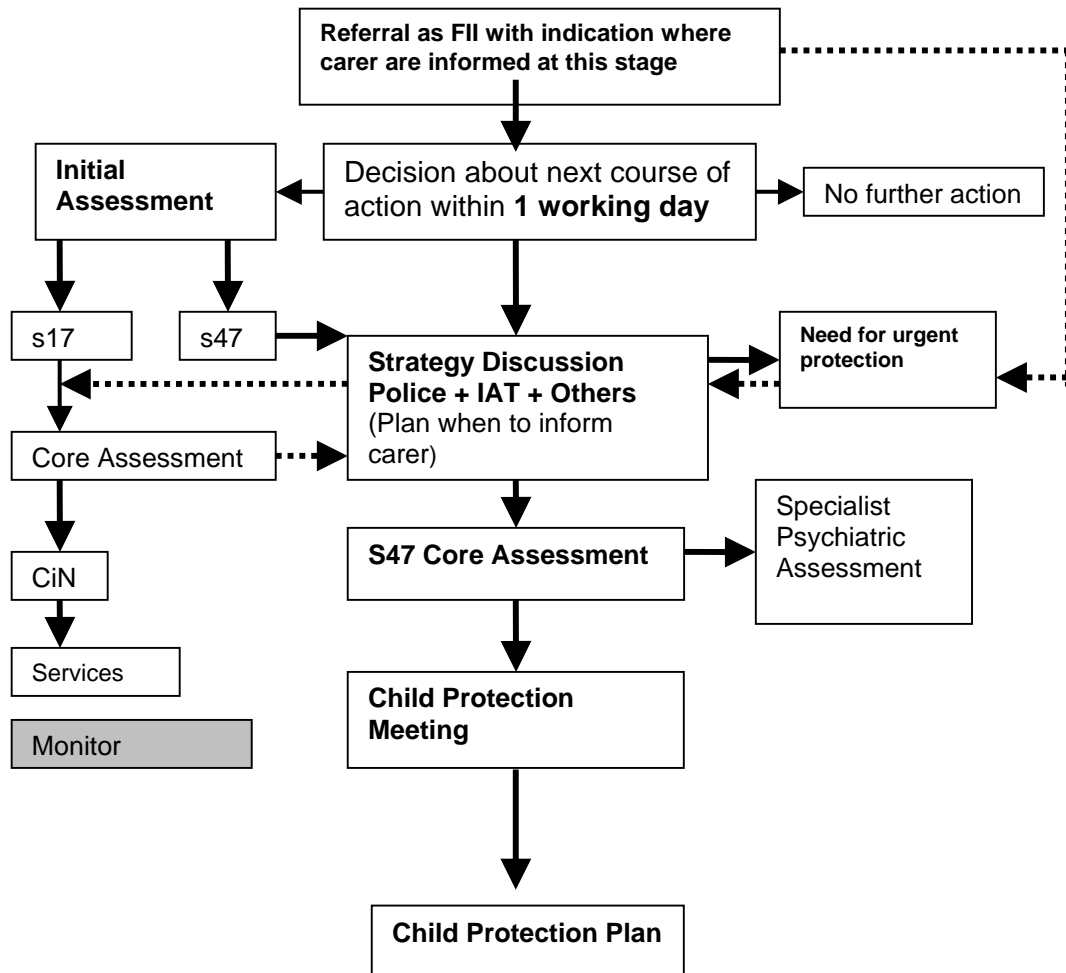 Referral as FII with indication where
carer are informed at this stage
Initial
Assessment
Decision about next course of
action within 1 working day
No further action
s17
s47
Strategy Discussion
Police + IAT + Others
(Plan when to inform
carer)
Need for urgent
protection
Core Assessment
S47 Core Assessment
Specialist
Psychiatric
Assessment
CiN
Services
Child Protection
Meeting
Monitor
Child Protection Plan